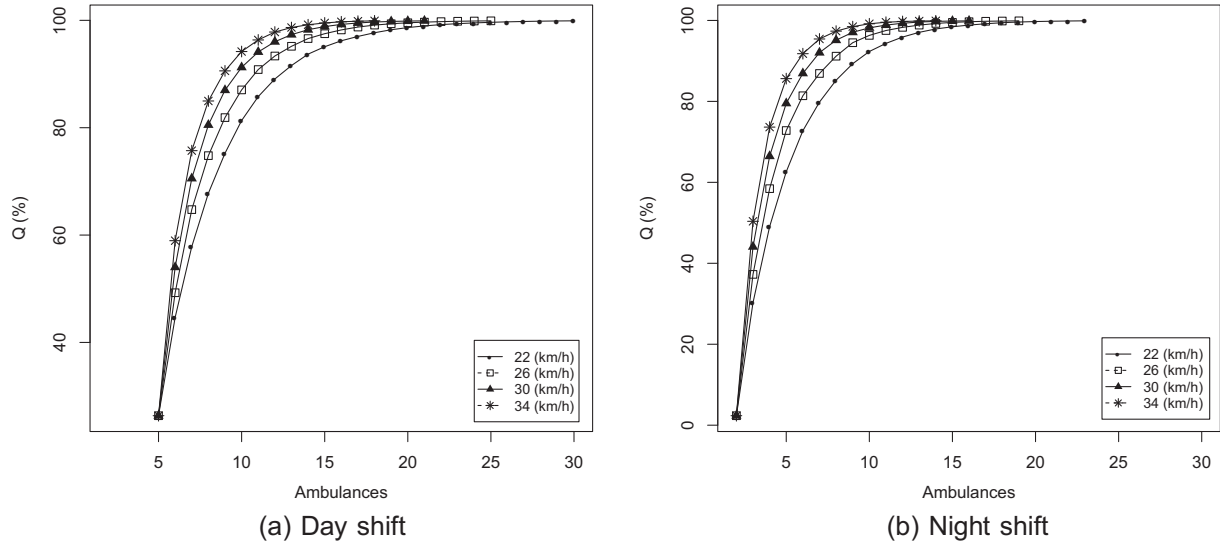 Q (%)
100
80
60
40
5 10 15 20 25 30
22 (km/h)
26 (km/h)
30 (km/h)
34 (km/h)
Ambulances
(a) Day shift
Q (%)
100
80
60
40
20
0
5 10 15 20 25 30
22 (km/h)
26 (km/h)
30 (km/h)
34 (km/h)
Ambulances
(b) Night shift